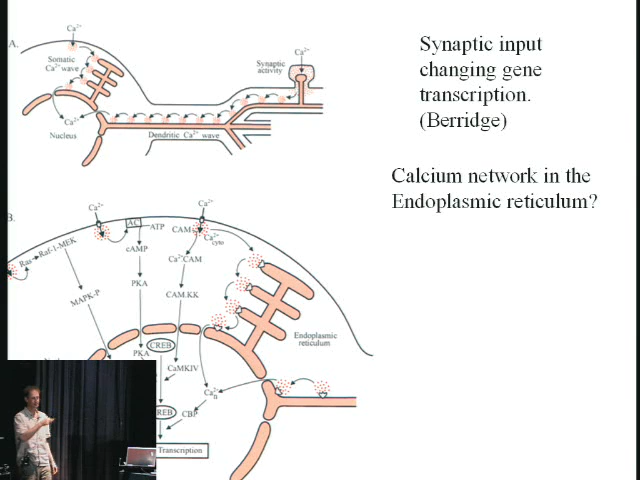 A.
Ca2+
Somatic
Ca2+ wave
Ca2+
Nucleus
Dendritic Ca2+ wave
Synaptic
activity
Ca2+
Synaptic input
changing gene
transcription.
(Berridge)
Calcium network in the
Endoplasmic reticulum?
B.
Ca2+
Ca2+
AC
ATP
CAM
Ca2+
cyto
Ras
Raf-1-MEK
cAMP
Ca2+CAM
MAPK-P
PKA
CAM.KK
Endoplasmic
reticulum
CREB
PKA
CaMKIV
Ca2+
n
CBP
Transcription